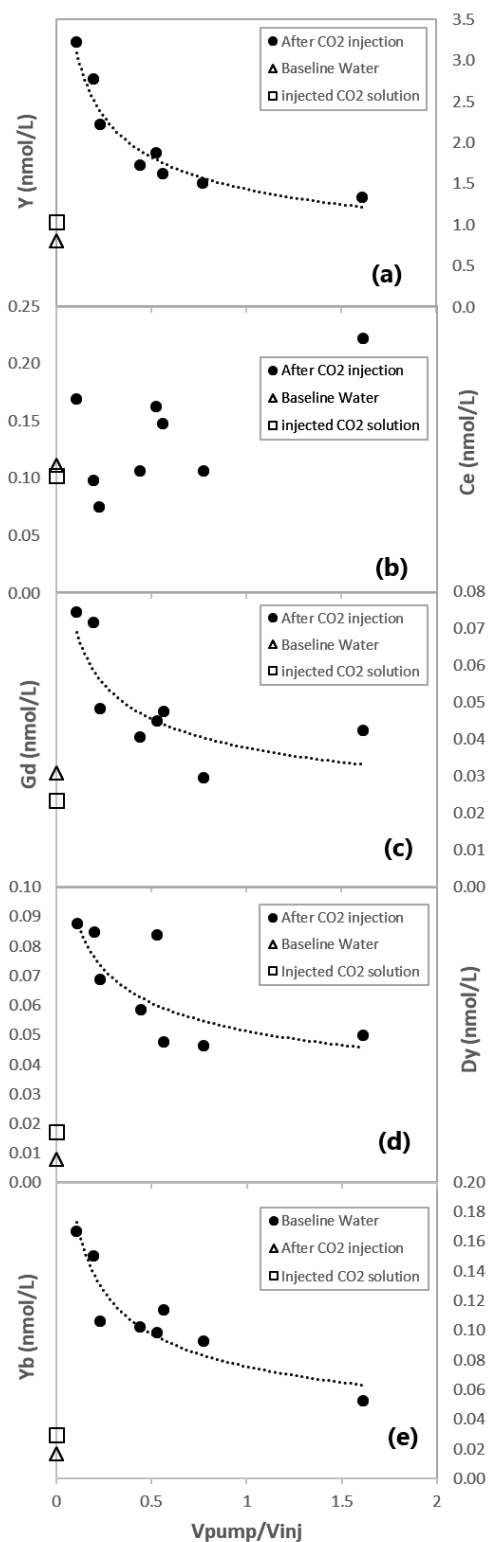 3.5
After CO2 injection
Baseline Water
injected CO2 solution
3.0
2.5
2.0
1.5
1.0
0.5
0.0
Y (nmol/L)
(a)
0.25
0.20
0.15
0.10
0.05
0.00
After CO2 injection
Baseline Water
injected CO2 solution
Ce (nmol/L)
(b)
0.08
0.07
0.06
0.05
0.04
0.03
0.02
0.01
0.00
After CO2 injection
Baseline Water
injected CO2 solution
Gd (nmol/L)
(c)
0.10
0.09
0.08
0.07
0.06
0.05
0.04
0.03
0.02
0.01
0.00
After CO2 injection
Baseline Water
Injected CO2 solution
Dy (nmol/L)
(d)
0.20
0.18
0.16
0.14
0.12
0.10
0.08
0.06
0.04
0.02
0.00
Baseline Water
After CO2 injection
Injected CO2 solution
Yb (nmol/L)
(e)
0 0.5 1 1.5 2
Vpump/Vinj